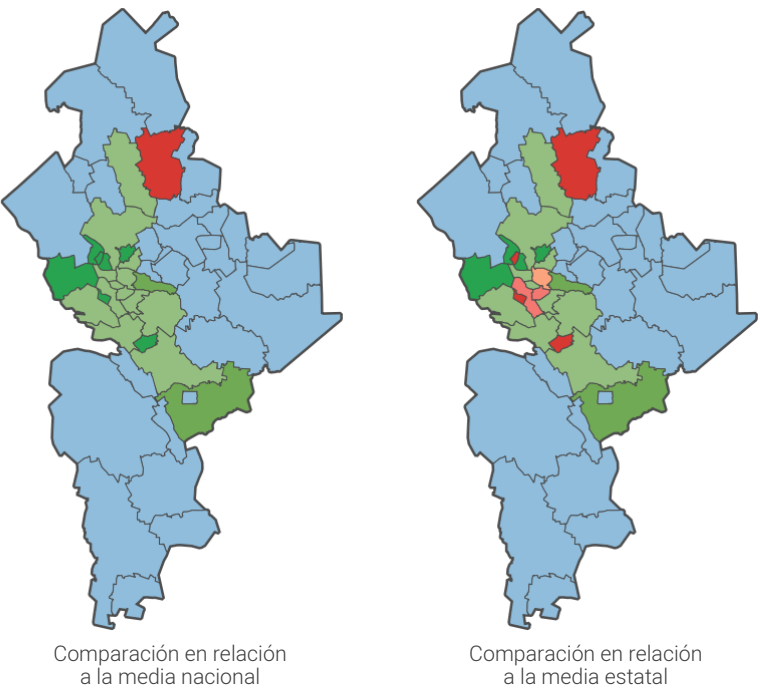 Comparación en relación
a la media nacional
Comparación en relación
a la media estatal